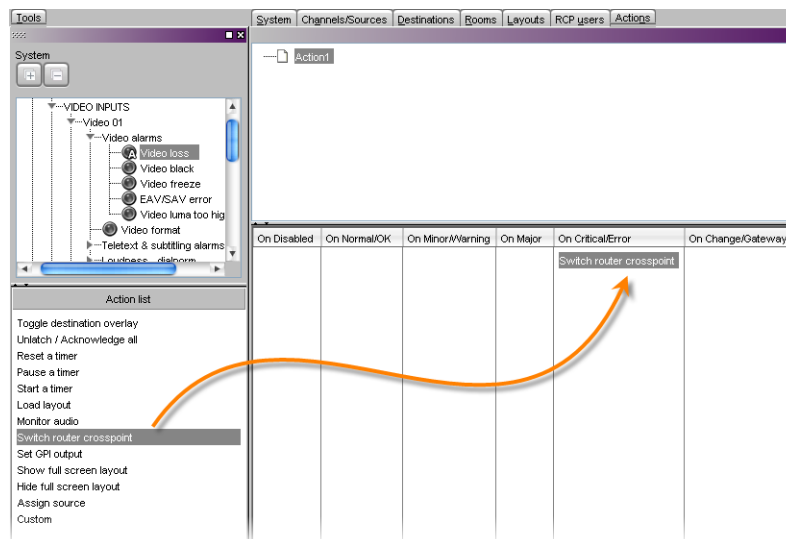 Tools
System Channels/Sources Destinations Rooms Layouts RCP users Actions
System
Action1
VIDEO INPUTS
Video 01
Video alarms
Video loss
Video black
Video freeze
EAV/SAV error
Video luma too hig
Video format
Teletext & subtitling alarms
Loudness dialnorm
On Disabled On Normal/OK On Minor/Warning On Major On Critical/Error On Change/Gateway
Switch router crosspoint
Action list
Toggle destination overlay
Unlatch / Acknowledge all
Reset a timer
Pause a timer
Start a timer
Load layout
Monitor audio
Switch router crosspoint
Set GPI output
Show full screen layout
Hide full screen layout
Assign source
Custom